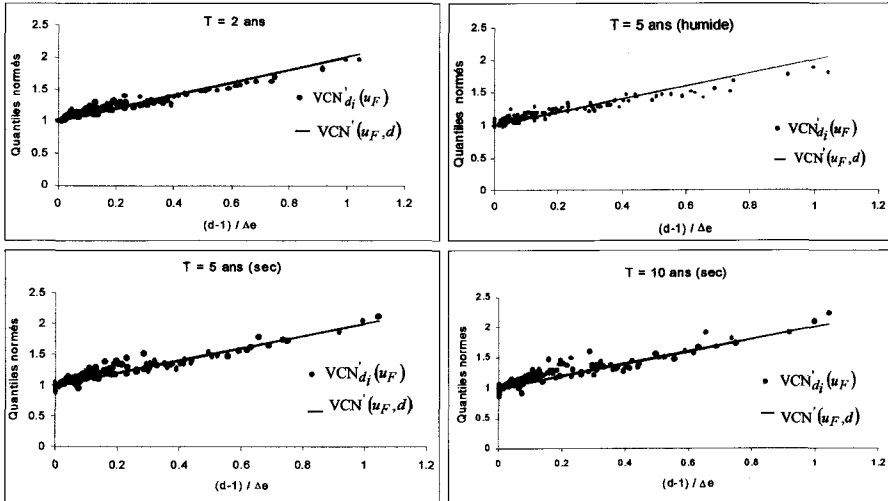 T = 2 ans
Quantiles normés
2.5
2
1.5
1
0.5
0
0
0.2
0.4
0.6
0.8
1
1.2
(d-1) / Δe
VCN'di(uF)
VCN'(uF,d)
T = 5 ans (humide)
Quantiles normés
2.5
2
1.5
1
0.5
0
0
0.2
0.4
0.6
0.8
1
1.2
(d-1) / Δe
VCN'di(uF)
VCN'(uF,d)
T = 5 ans (sec)
Quantiles normés
2.5
2
1.5
1
0.5
0
0
0.2
0.4
0.6
0.8
1
1.2
(d-1) / Δe
VCN'di(uF)
VCN'(uF,d)
T = 10 ans (sec)
Quantiles normés
2.5
2
1.5
1
0.5
0
0
0.2
0.4
0.6
0.8
1
1.2
(d-1) / Δe
VCN'di(uF)
VCN'(uF,d)